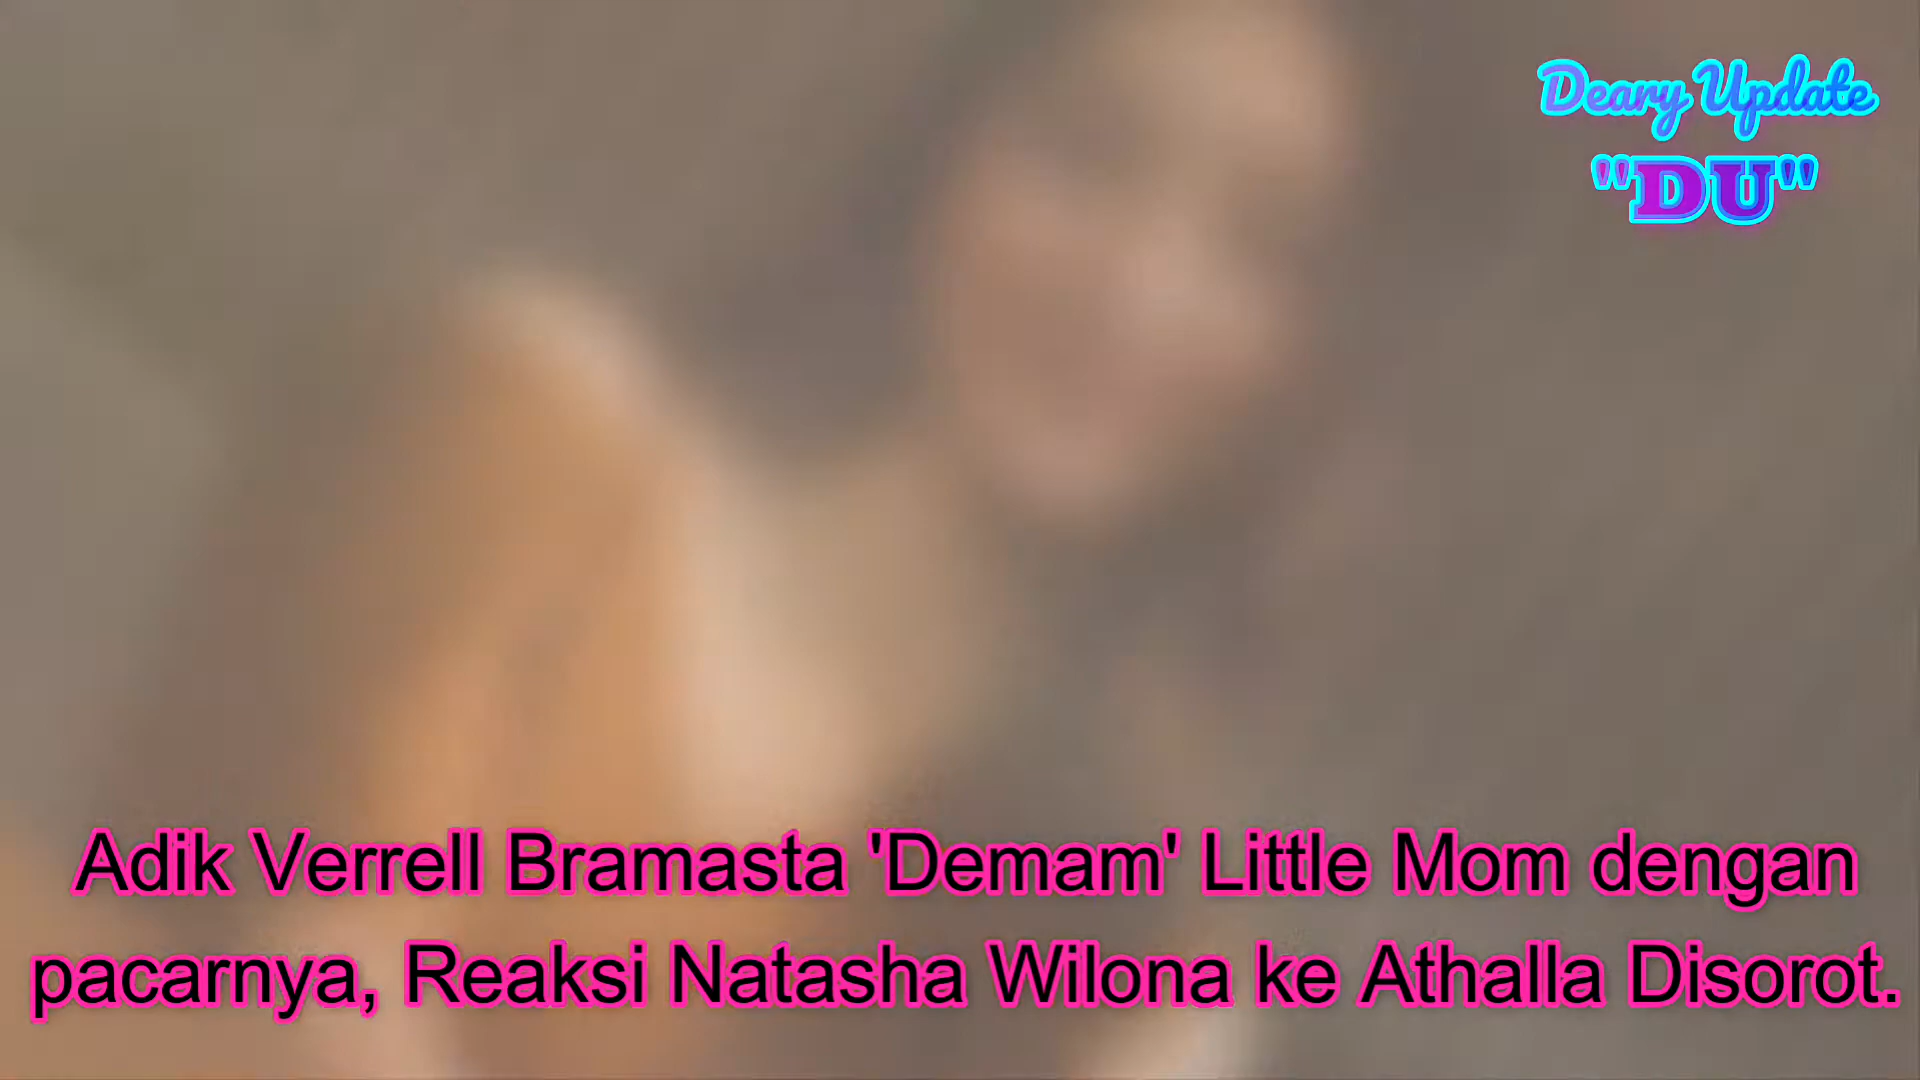 Deary Update
"DU"
Adik Verrell Bramasta 'Demam' Little Mom dengan
pacarnya, Reaksi Natasha Wilona ke Athalla Disorot.